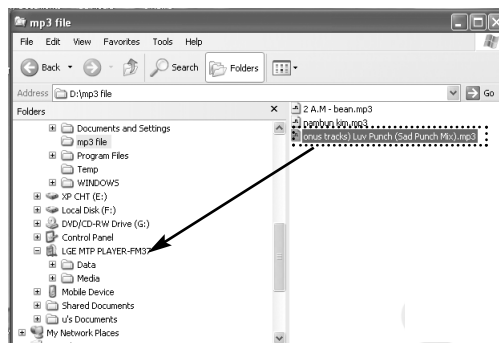 mp3 file
File Edit View Favorites Tools Help
Back Search Folders
Address D:\mp3 file Go
Folders
2 A.M - bean.mp3
nambun kim.mp3
onus tracks) Luv Punch (Sad Punch Mix).mp3
Documents and Settings
mp3 file
Program Files
Temp
WINDOWS
XP CHT (E:)
Local Disk (F:)
DVD/CD-RW Drive (G:)
Control Panel
LGE MTP PLAYER-FM37
Data
Media
Mobile Device
Shared Documents
u's Documents
My Network Places